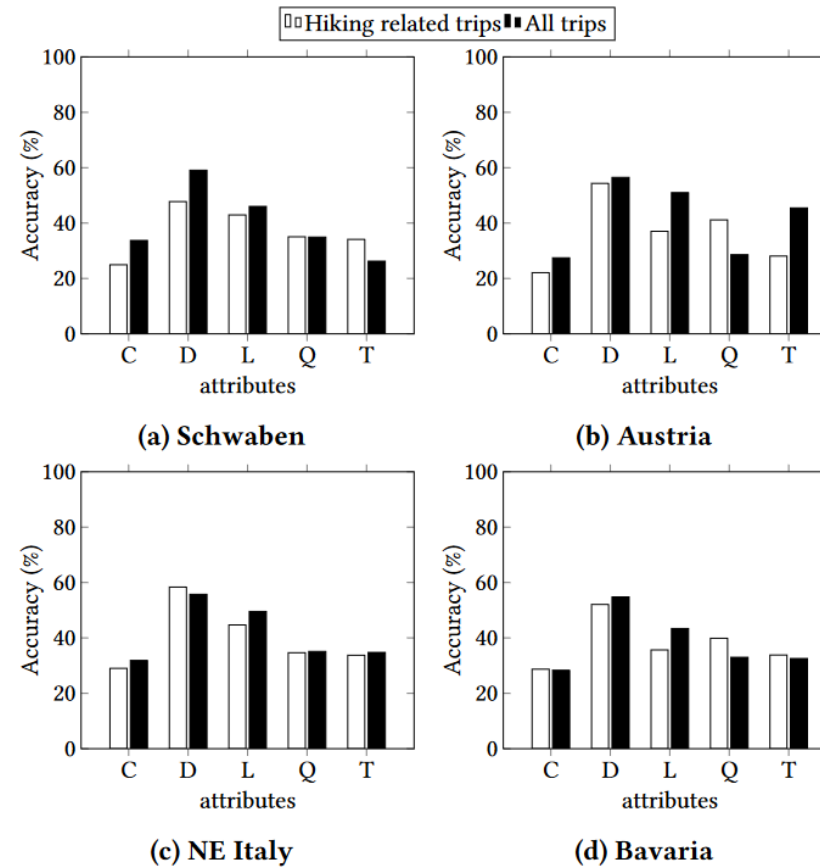 Hiking related trips All trips
100
80
60
40
20
0
Accuracy (%)
C D L Q T
attributes
(a) Schwaben
100
80
60
40
20
0
Accuracy (%)
C D L Q T
attributes
(b) Austria
100
80
60
40
20
0
Accuracy (%)
C D L Q T
attributes
(c) NE Italy
100
80
60
40
20
0
Accuracy (%)
C D L Q T
attributes
(d) Bavaria